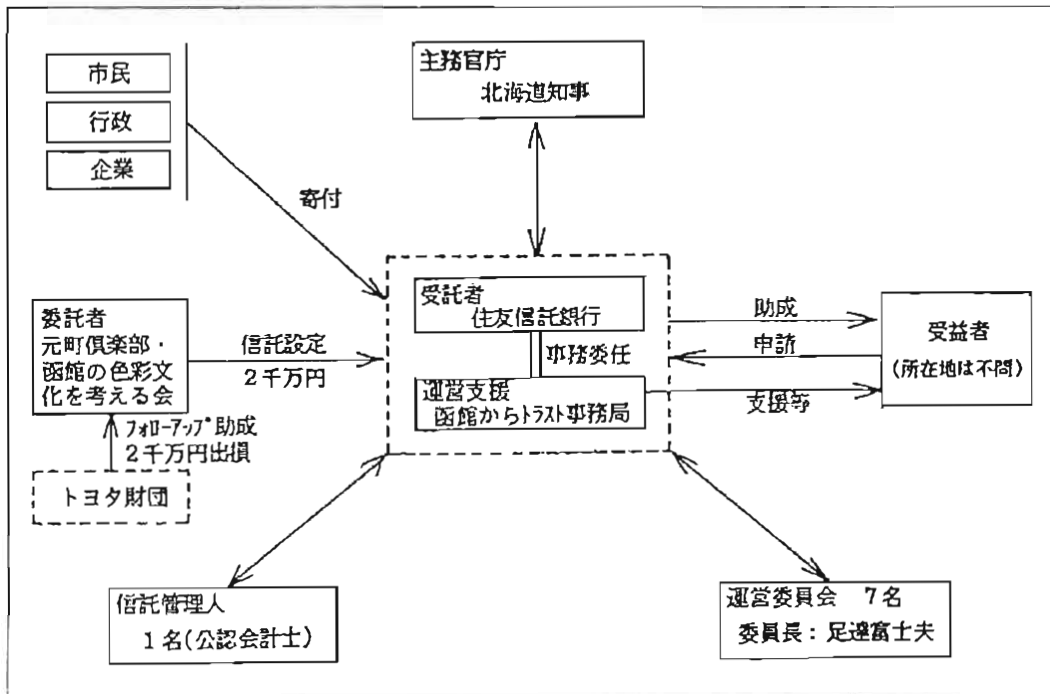 市民
行政
企業
寄付
主務官庁
北海道知事
委託者
元町倶楽部・
函館の色彩文
化を考える会
信託設定
2千万円
フォローアップ助成
2千万円出損
トヨタ財団
受託者
住友信託銀行
事務委任
運営支援
函館からトラスト事務局
助成
申請
支援等
受益者
(所在地は不問)
信託管理人
1名(公認会計士)
運営委員会 7名
委員長：足達富士夫